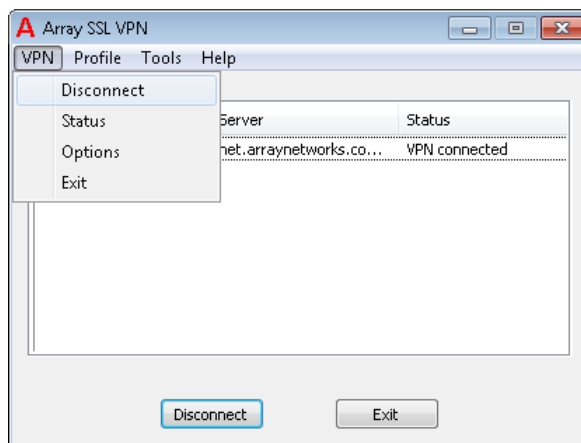 Array SSL VPN
VPN Profile Tools Help
Disconnect
Status
Options
Exit
Server Status
net.arraynetworks.co... VPN connected
Disconnect Exit